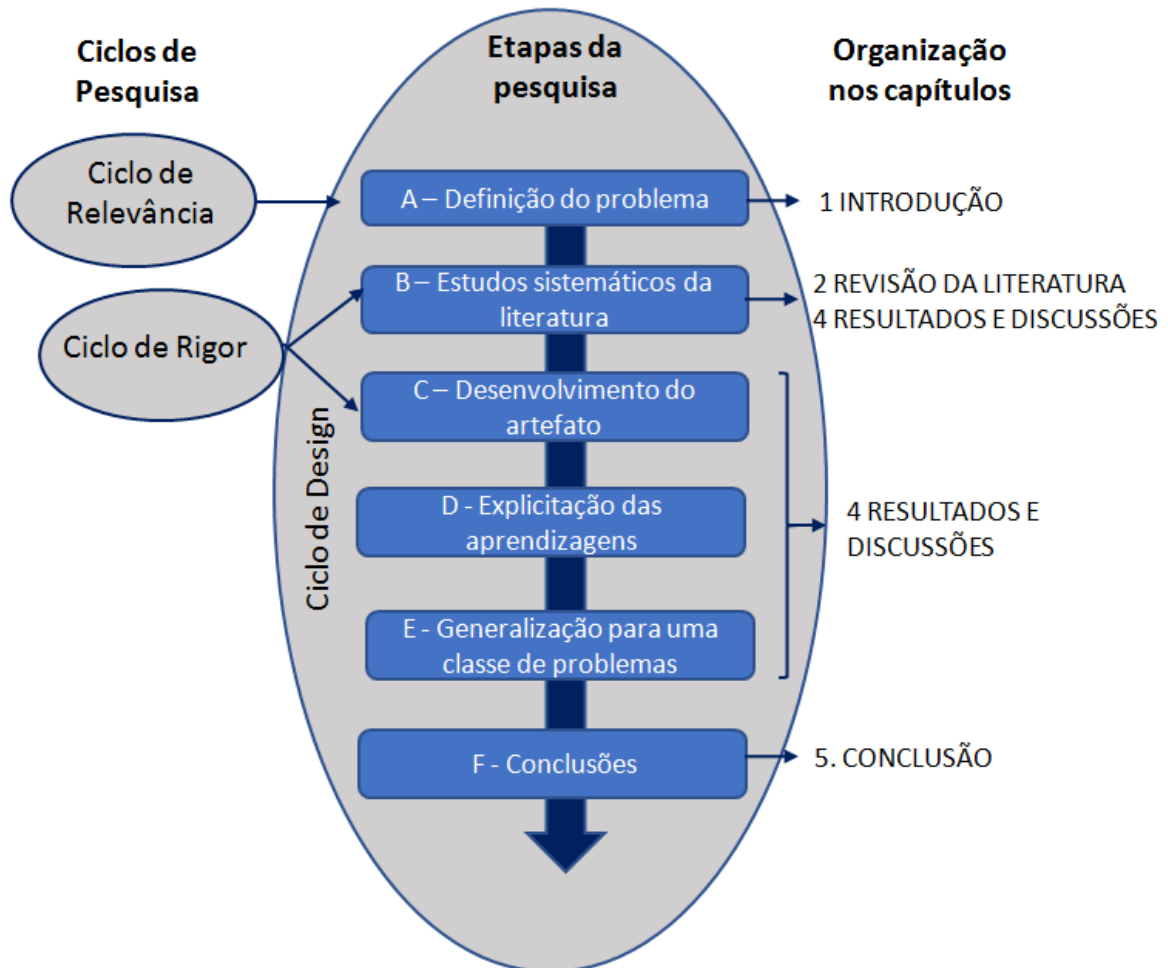 Ciclos de
Pesquisa
Etapas da
pesquisa
Organização
nos capítulos
Ciclo de
Relevância
A – Definição do problema
1 INTRODUÇÃO
Ciclo de Rigor
B – Estudos sistemáticos da
literatura
2 REVISÃO DA LITERATURA
4 RESULTADOS E DISCUSSÕES
Ciclo de Design
C – Desenvolvimento do
artefato
D - Explicitação das
aprendizagens
4 RESULTADOS E
DISCUSSÕES
E - Generalização para uma
classe de problemas
F - Conclusões
5. CONCLUSÃO